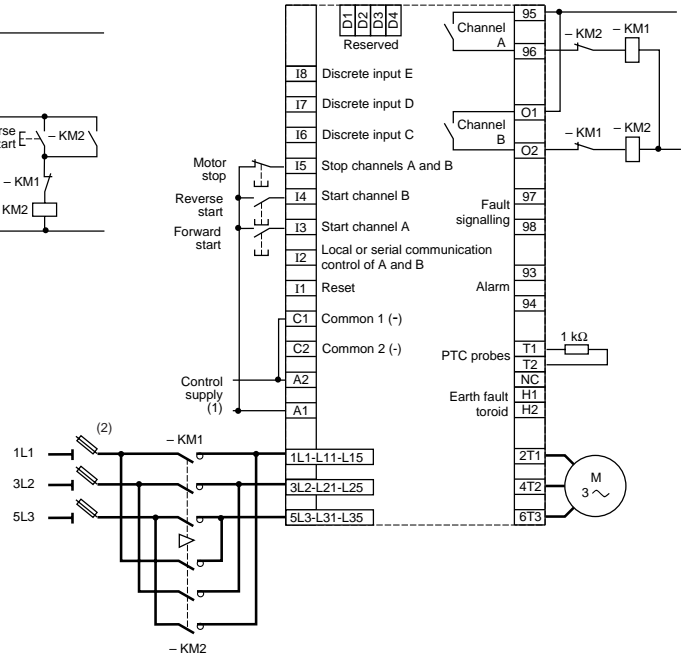 D1 D2 D3 D4
Reserved
95
Channel A
96
– KM2
– KM1
I8 Discrete input E
I7 Discrete input D
I6 Discrete input C
O1
Channel B
O2
– KM1
– KM2
– KM2
– KM1
KM2
Motor stop
I5 Stop channels A and B
Reverse start
I4 Start channel B
Forward start
I3 Start channel A
I2 Local or serial communication control of A and B
I1 Reset
97
Fault signalling
98
93
Alarm
94
C1 Common 1 (-)
C2 Common 2 (-)
Control supply (1)
A2
A1
PTC probes
T1
T2
1 kΩ
NC
Earth fault toroid
H1
H2
(2)
– KM1
1L1
3L2
5L3
1L1-L11-L15
3L2-L21-L25
5L3-L31-L35
2T1
4T2
6T3
M
3 ~
– KM2